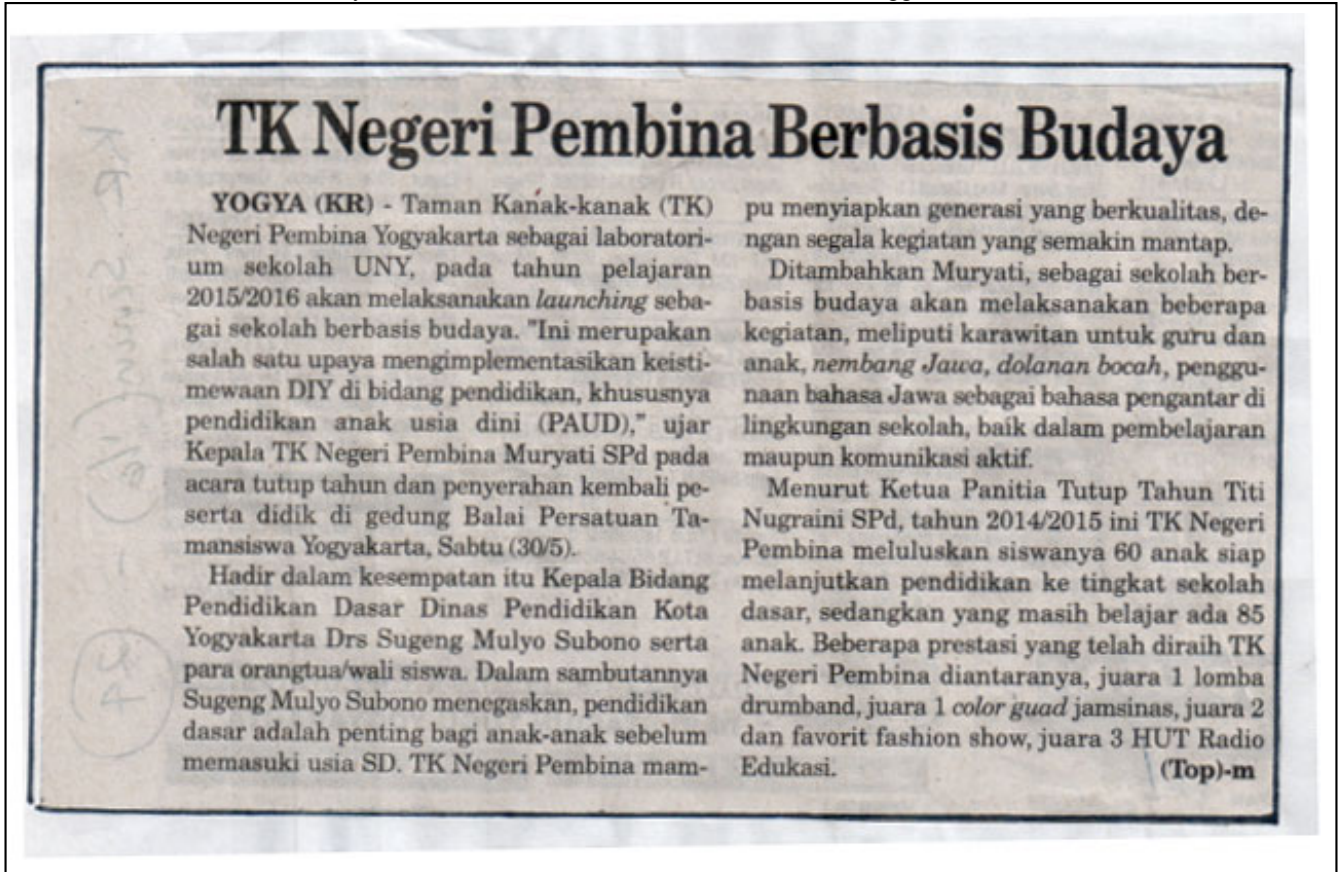 TK Negeri Pembina Berbasis Budaya
YOGYA (KR) - Taman Kanak-kanak (TK)
Negeri Pembina Yogyakarta sebagai laboratori-
um sekolah UNY, pada tahun pelajaran
2015/2016 akan melaksanakan launching seba-
gai sekolah berbasis budaya. "Ini merupakan
salah satu upaya mengimplementasikan keisti-
mewaan DIY di bidang pendidikan, khususnya
pendidikan anak usia dini (PAUD)," ujar
Kepala TK Negeri Pembina Muryati SPd pada
acara tutup tahun dan penyerahan kembali pe-
serta didik di gedung Balai Persatuan Ta-
mansiswa Yogyakarta, Sabtu (30/5).
Hadir dalam kesempatan itu Kepala Bidang
Pendidikan Dasar Dinas Pendidikan Kota
Yogyakarta Drs Sugeng Mulyo Subono serta
para orangtua/wali siswa. Dalam sambutannya
Sugeng Mulyo Subono menegaskan, pendidikan
dasar adalah penting bagi anak-anak sebelum
memasuki usia SD. TK Negeri Pembina mam-
pu menyiapkan generasi yang berkualitas, de-
ngan segala kegiatan yang semakin mantap.
Ditambahkan Muryati, sebagai sekolah ber-
basis budaya akan melaksanakan beberapa
kegiatan, meliputi karawitan untuk guru dan
anak, nembang Jawa, dolanan bocah, penggu-
naan bahasa Jawa sebagai bahasa pengantar di
lingkungan sekolah, baik dalam pembelajaran
maupun komunikasi aktif.
Menurut Ketua Panitia Tutup Tahun Titi
Nugraini SPd, tahun 2014/2015 ini TK Negeri
Pembina meluluskan siswanya 60 anak siap
melanjutkan pendidikan ke tingkat sekolah
dasar, sedangkan yang masih belajar ada 85
anak. Beberapa prestasi yang telah diraih TK
Negeri Pembina diantaranya, juara 1 lomba
drumband, juara 1 color guad jamsinas, juara 2
dan favorit fashion show, juara 3 HUT Radio
Edukasi. (Top)-m